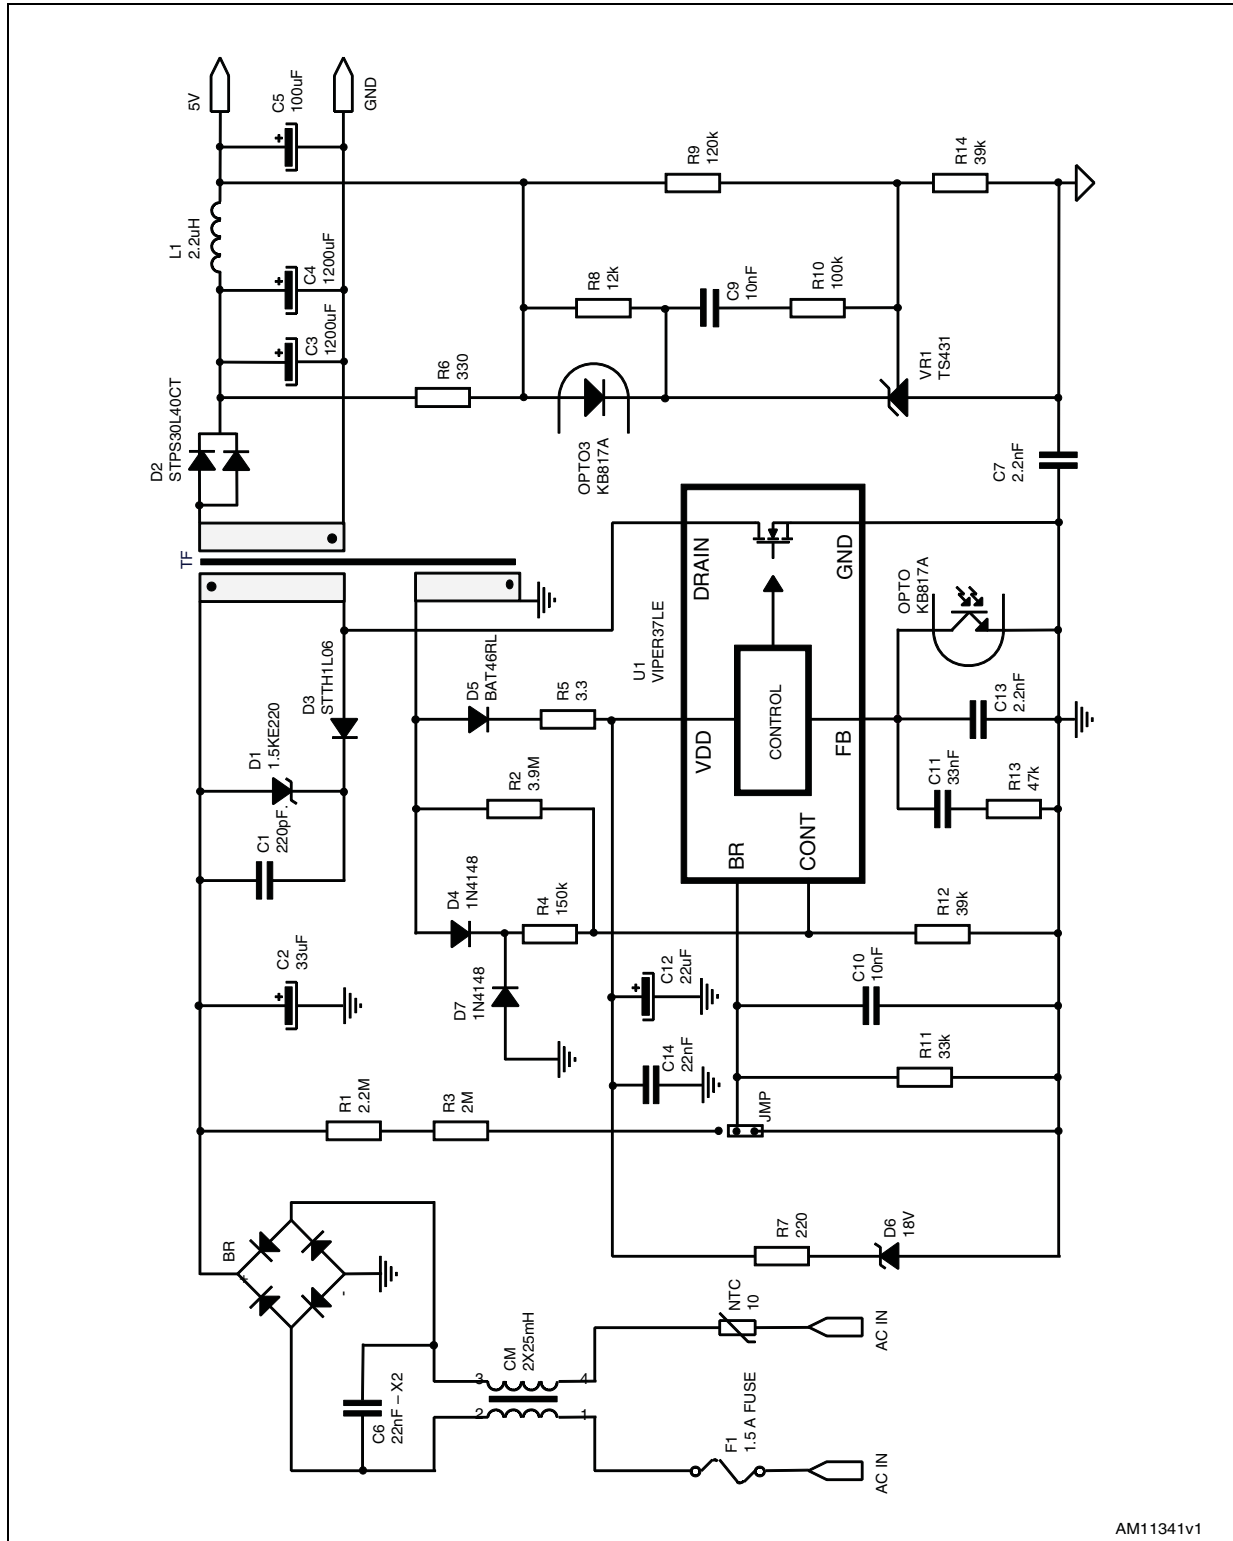 5V
C5
100uF
GND
L1
2.2uH
C4
1200uF
C3
1200uF
D2
STPS30L40CT
R6
330
R9
120k
R14
39k
R8
12k
C9
10nF
R10
100k
OPTO3
KB817A
VR1
TS431
C7
2.2nF
TF
D3
STTH1L06
D1
1.5KE220
C1
220pF.
C2
33uF
D5
BAT46RL
R5
3.3
R2
3.9M
D4
1N4148
R4
150k
D7
1N4148
U1
VIPER37LE
DRAIN
GND
VDD
CONTROL
FB
BR
CONT
OPTO
KB817A
C13
2.2nF
C11
33nF
R13
47k
R12
39k
C12
22uF
C10
10nF
C14
22nF
R11
33k
R1
2.2M
R3
2M
JMP
BR
+
-
R7
220
D6
18V
NTC
10
AC IN
CM
2X25mH
3
4
2
1
C6
22nF – X2
F1
1.5 A FUSE
AC IN
AM11341v1